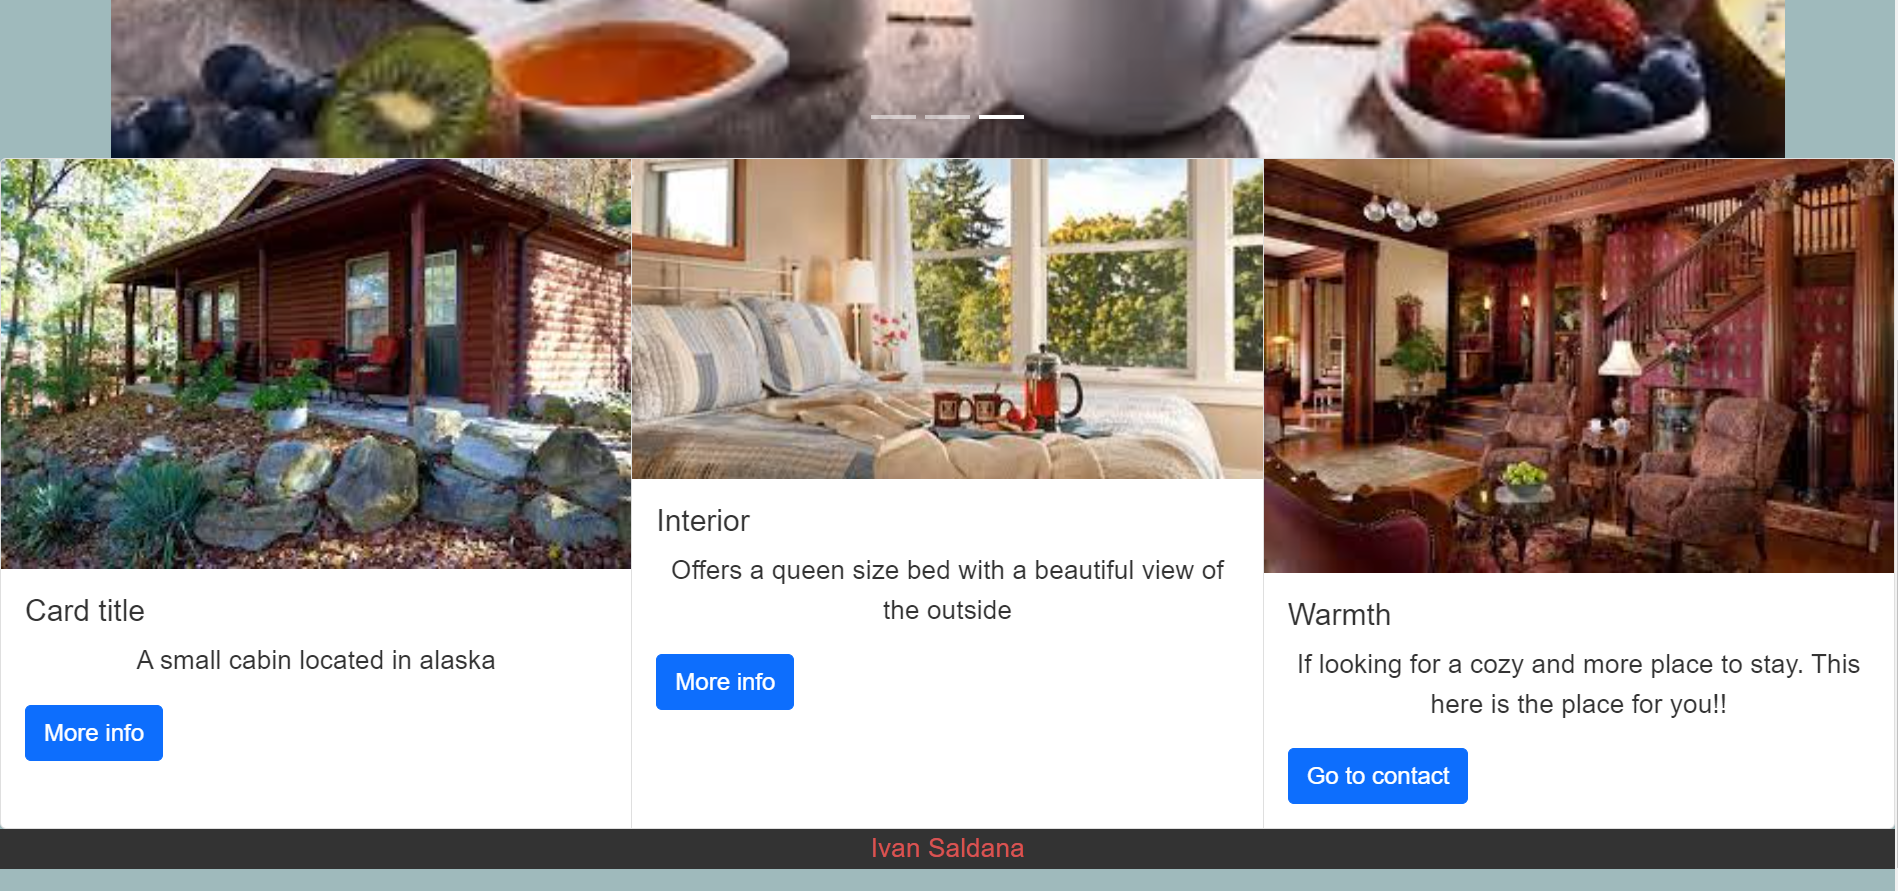 Card title
A small cabin located in alaska
More info
Interior
Offers a queen size bed with a beautiful view of
the outside
More info
Warmth
If looking for a cozy and more place to stay. This
here is the place for you!!
Go to contact
Ivan Saldana